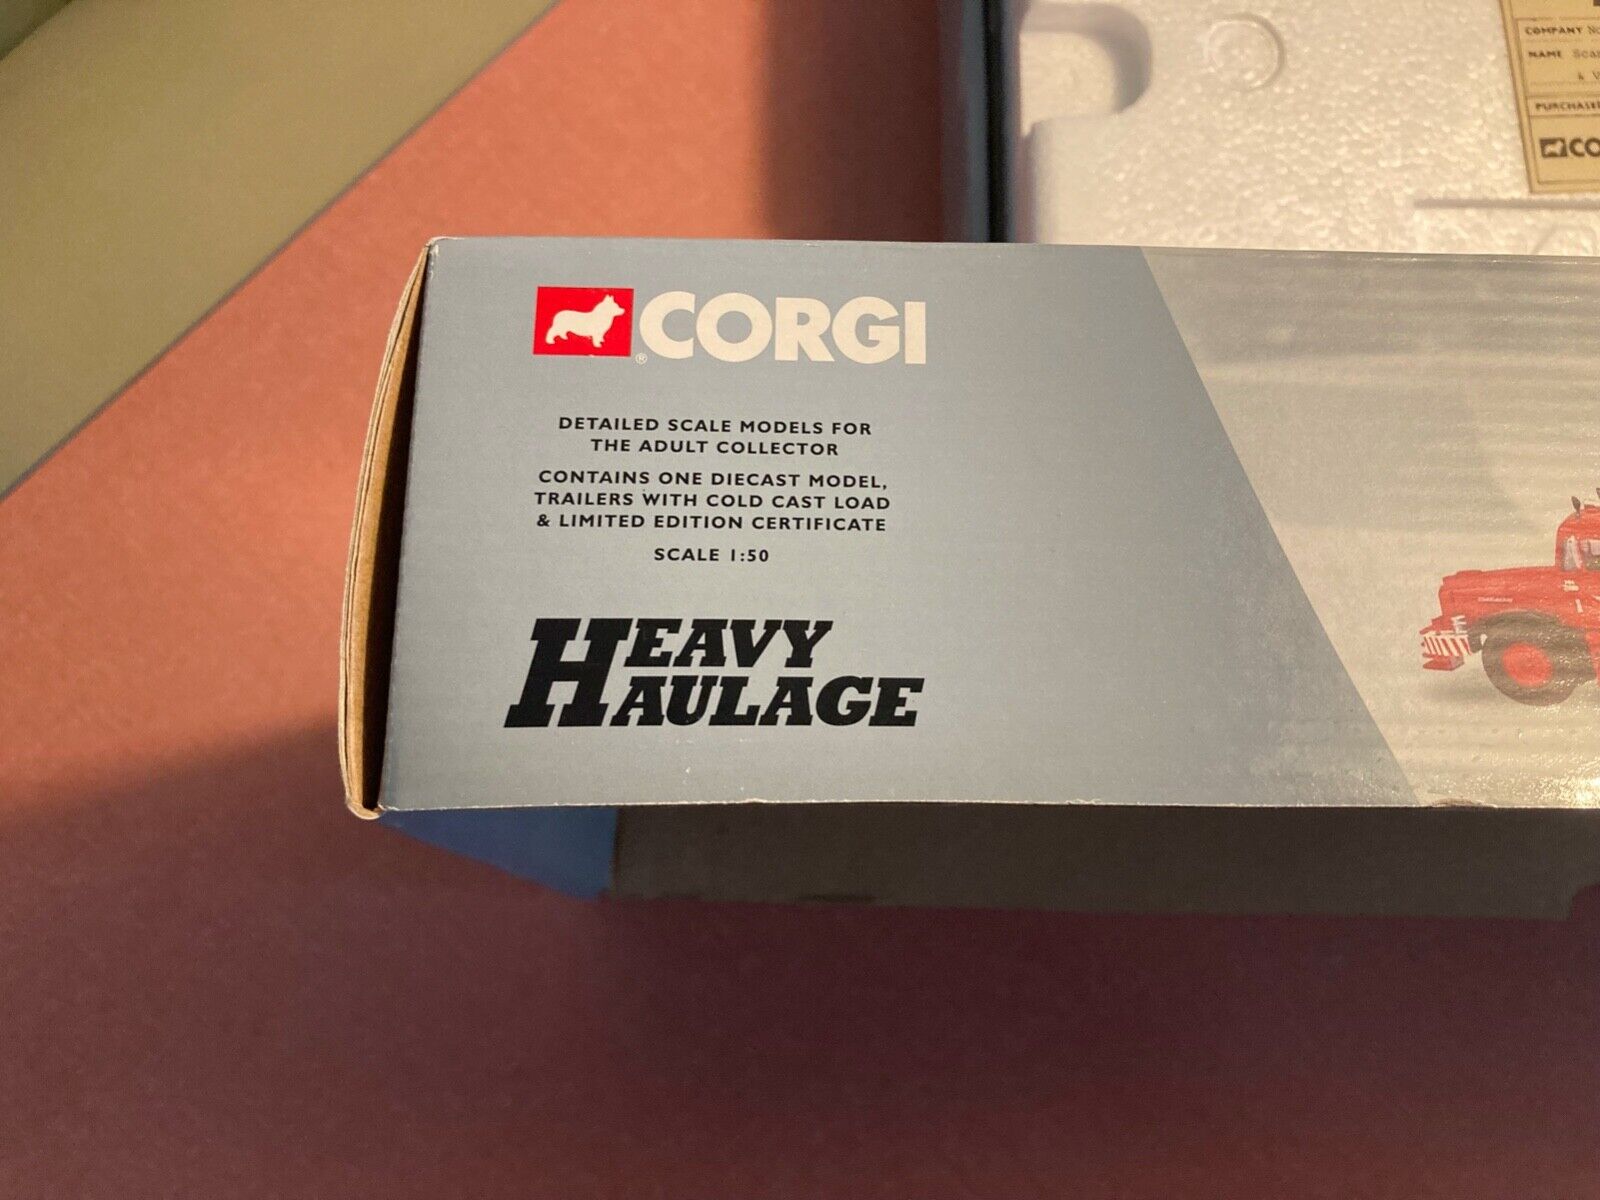 COMPANY
NAME
&
PURCHASED
CO
CORGI
®
DETAILED SCALE MODELS FOR
THE ADULT COLLECTOR
CONTAINS ONE DIECAST MODEL,
TRAILERS WITH COLD CAST LOAD
& LIMITED EDITION CERTIFICATE
SCALE 1:50
HEAVY
HAULAGE